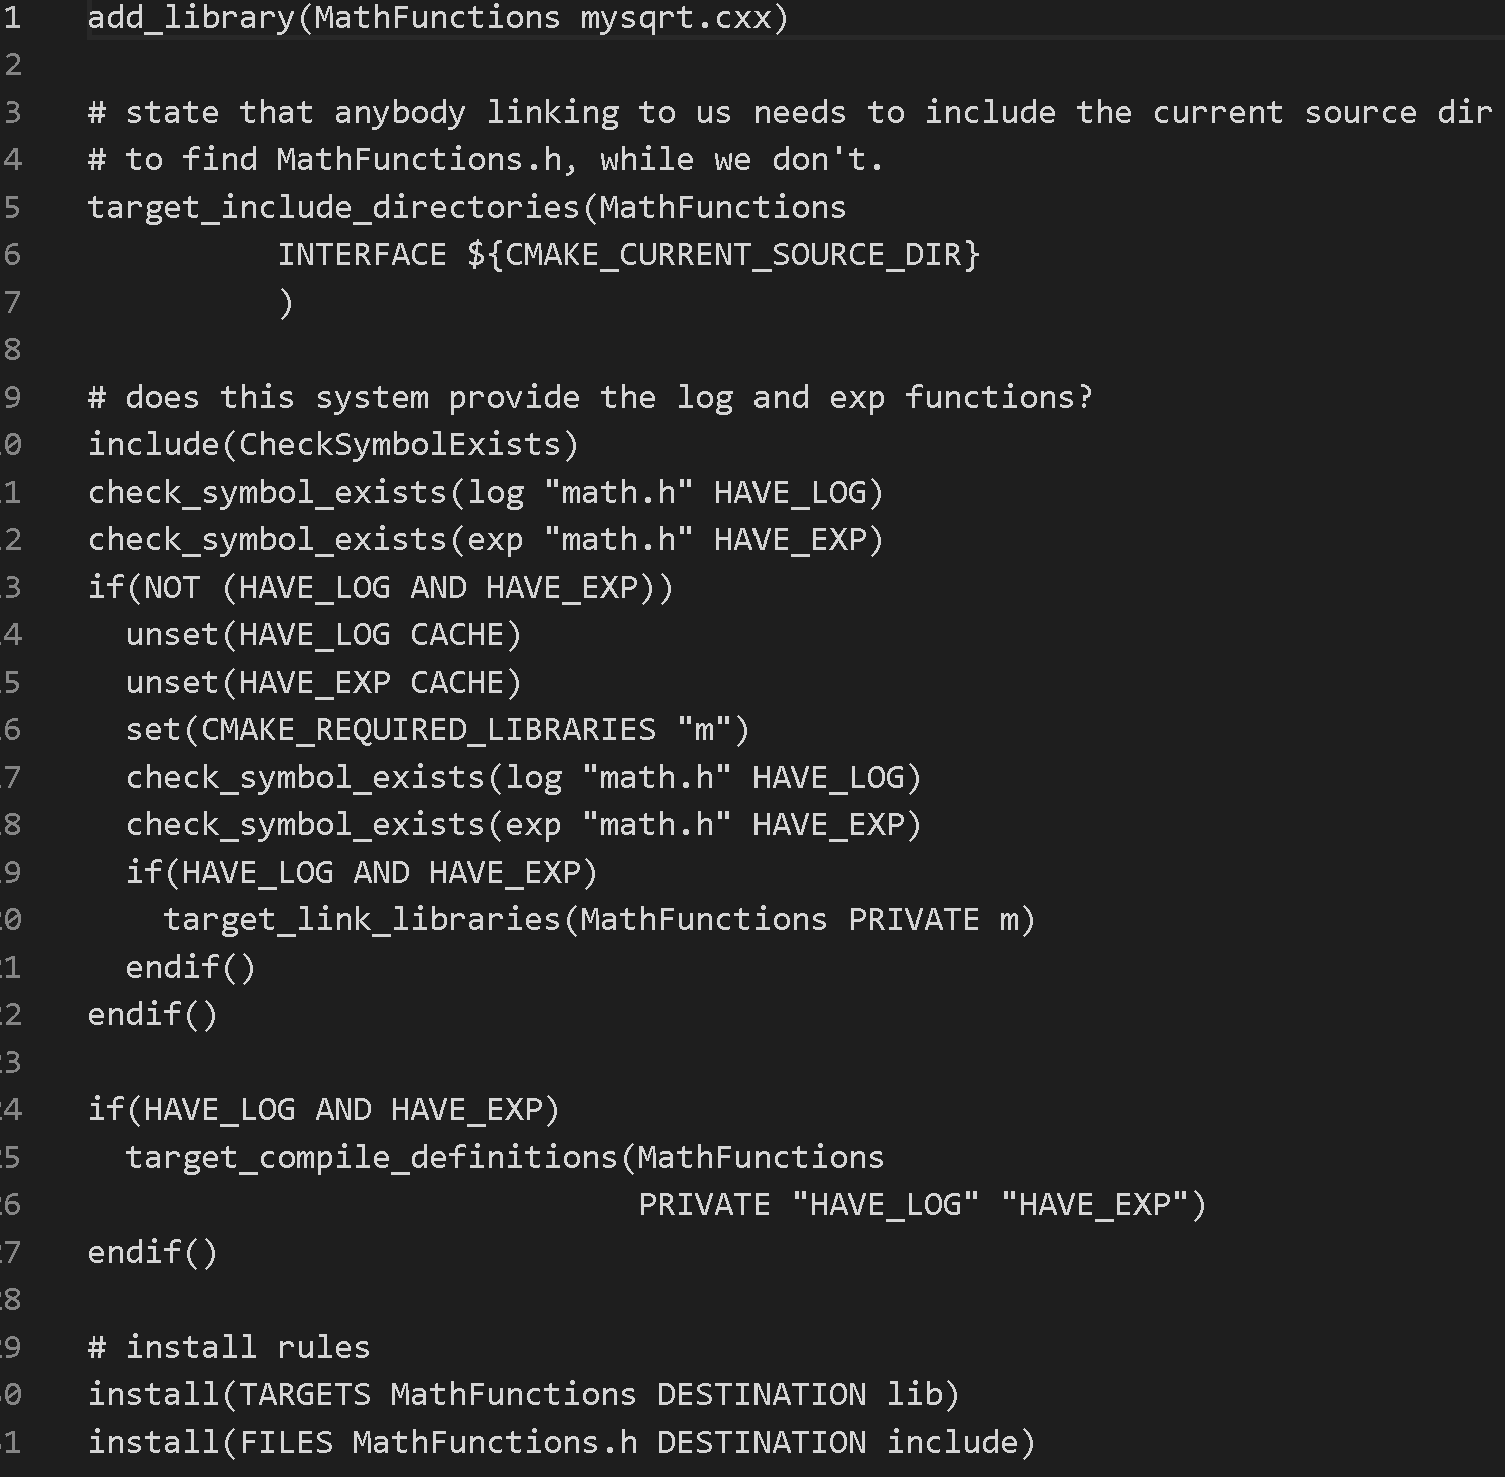 1 add_library(MathFunctions mysqrt.cxx)
2
3 # state that anybody linking to us needs to include the current source dir
4 # to find MathFunctions.h, while we don't.
5 target_include_directories(MathFunctions
6           INTERFACE ${CMAKE_CURRENT_SOURCE_DIR}
7           )
8
9 # does this system provide the log and exp functions?
0 include(CheckSymbolExists)
1 check_symbol_exists(log "math.h" HAVE_LOG)
2 check_symbol_exists(exp "math.h" HAVE_EXP)
3 if(NOT (HAVE_LOG AND HAVE_EXP))
4   unset(HAVE_LOG CACHE)
5   unset(HAVE_EXP CACHE)
6   set(CMAKE_REQUIRED_LIBRARIES "m")
7   check_symbol_exists(log "math.h" HAVE_LOG)
8   check_symbol_exists(exp "math.h" HAVE_EXP)
9   if(HAVE_LOG AND HAVE_EXP)
0     target_link_libraries(MathFunctions PRIVATE m)
1   endif()
2 endif()
3
4 if(HAVE_LOG AND HAVE_EXP)
5   target_compile_definitions(MathFunctions
6                              PRIVATE "HAVE_LOG" "HAVE_EXP")
7 endif()
8
9 # install rules
0 install(TARGETS MathFunctions DESTINATION lib)
1 install(FILES MathFunctions.h DESTINATION include)